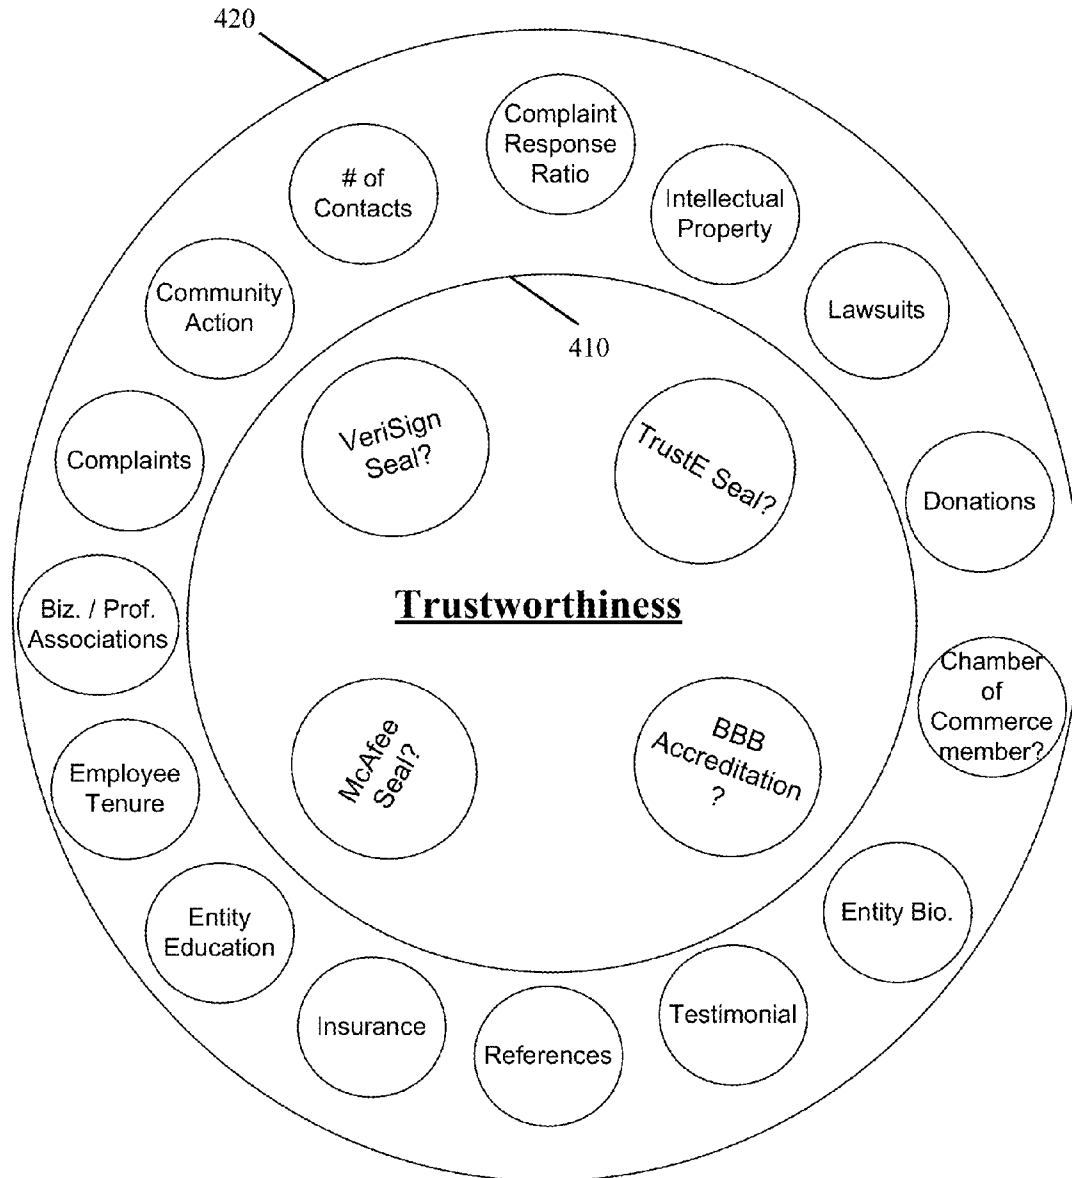 420
Complaint
Response
Ratio
# of
Contacts
Intellectual
Property
Community
Action
Lawsuits
410
VeriSign
Seal?
TrustE Seal?
Complaints
Donations
Trustworthiness
Biz. / Prof.
Associations
Chamber
of
Commerce
member?
McAfee
Seal?
BBB
Accreditation
?
Employee
Tenure
Entity
Education
Entity Bio.
Insurance
References
Testimonial